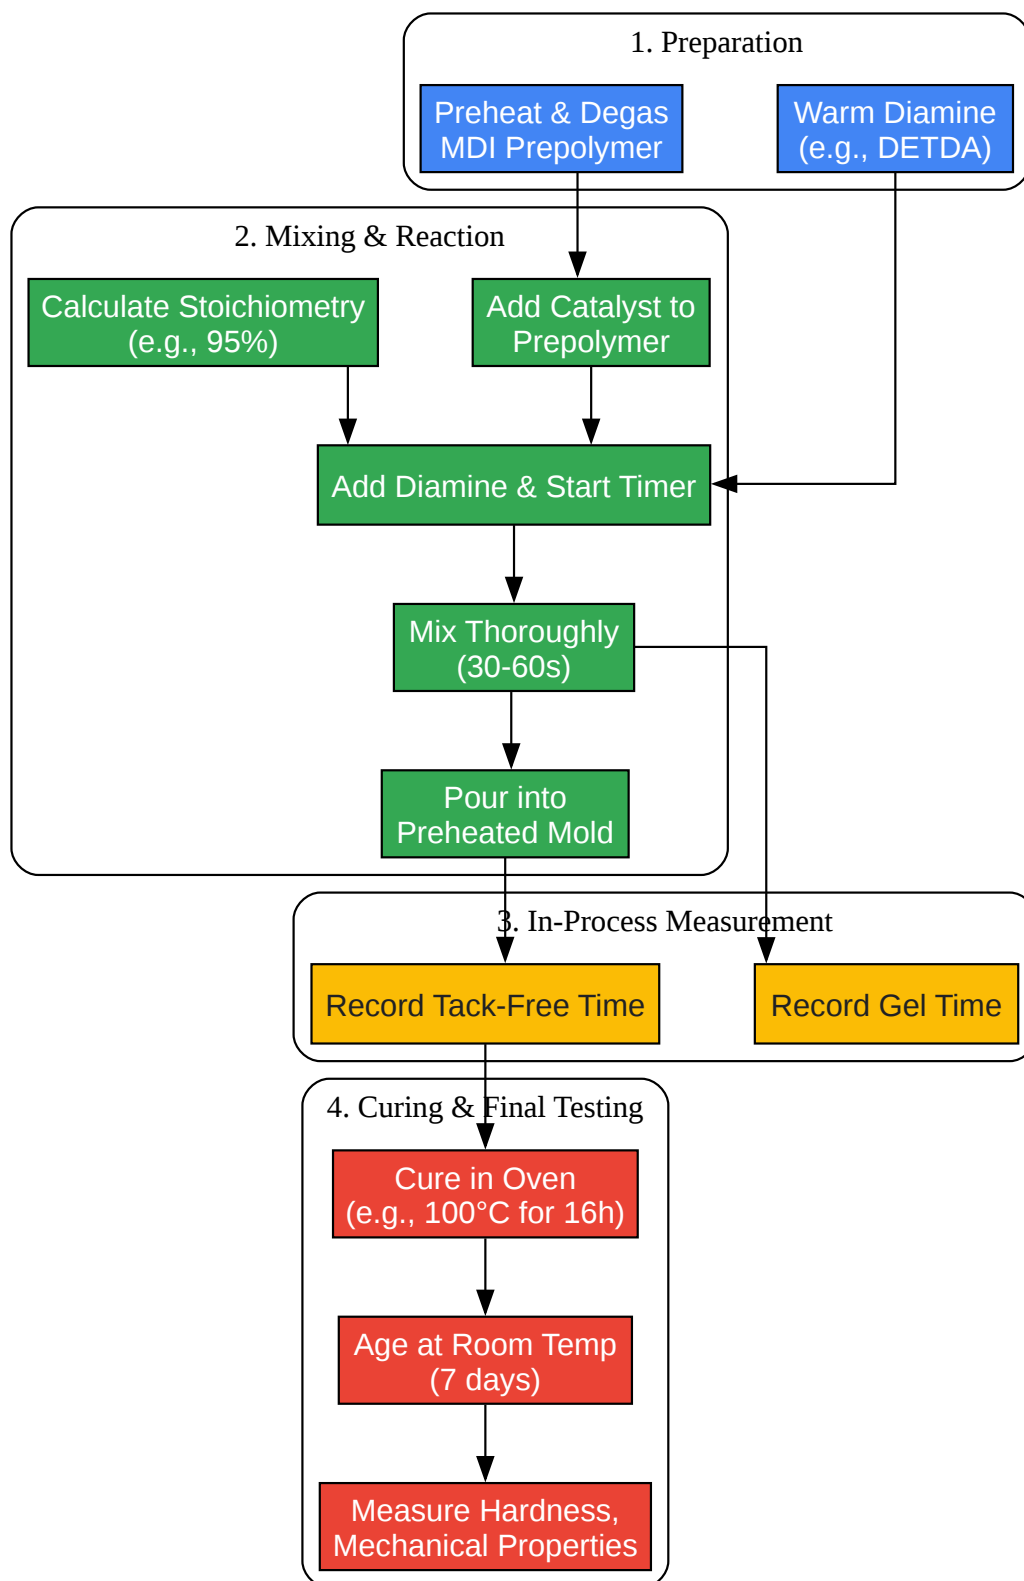 1. Preparation
Preheat & Degas
MDI Prepolymer
Warm Diamine
(e.g., DETDA)
2. Mixing & Reaction
Calculate Stoichiometry
(e.g., 95%)
Add Catalyst to
Prepolymer
Add Diamine & Start Timer
Mix Thoroughly
(30-60s)
Pour into
Preheated Mold
3. In-Process Measurement
Record Tack-Free Time
Record Gel Time
4. Curing & Final Testing
Cure in Oven
(e.g., 100°C for 16h)
Age at Room Temp
(7 days)
Measure Hardness,
Mechanical Properties